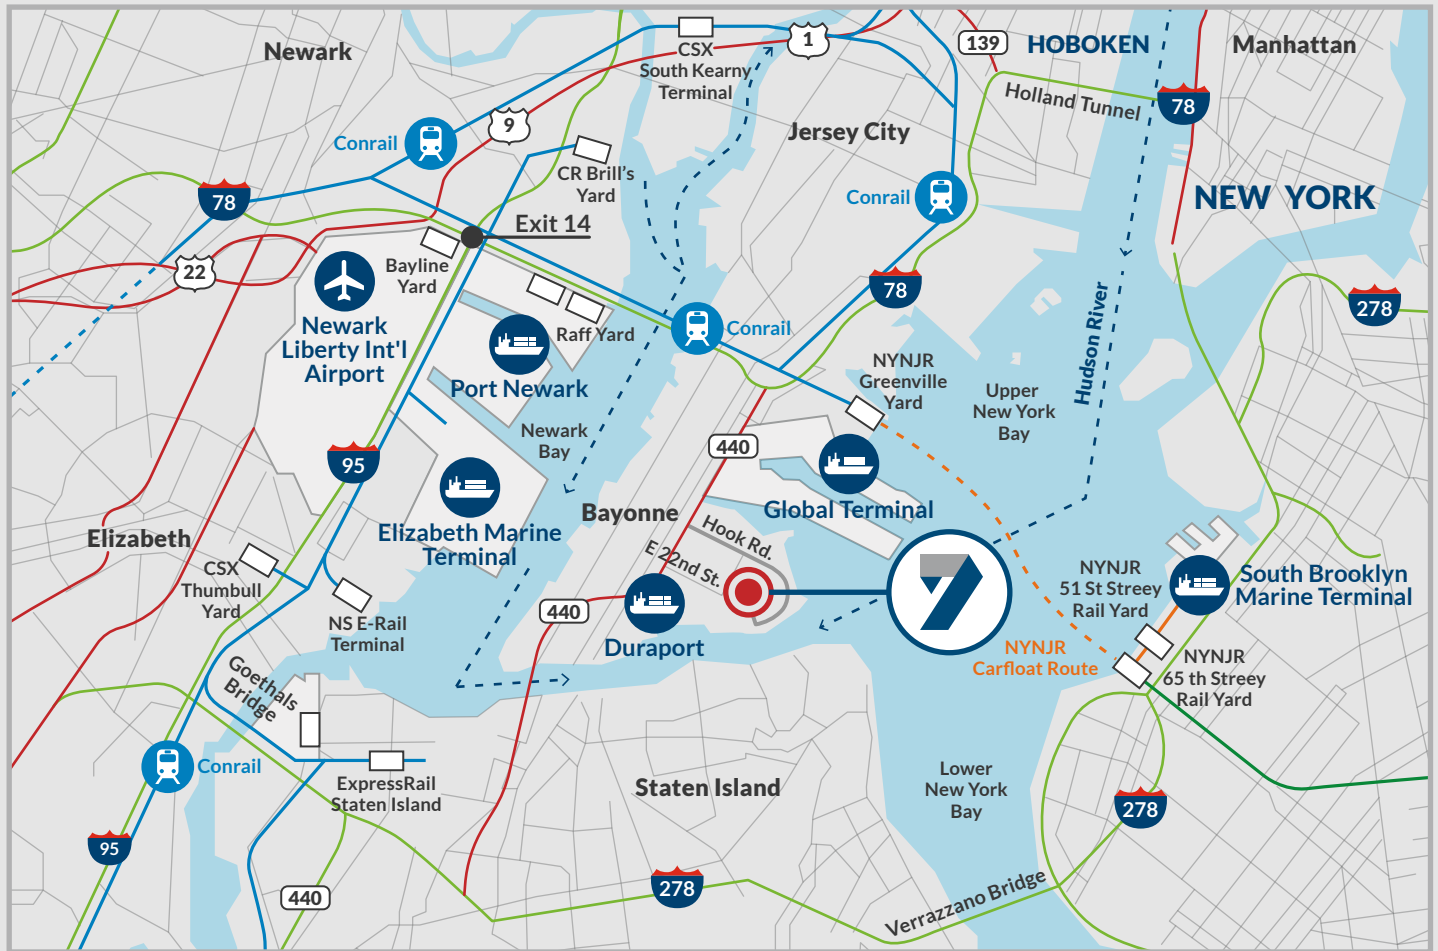 Newark
CSX
South Kearny
Terminal
1
139
HOBOKEN
Manhattan
Holland Tunnel
78
9
Conrail
Jersey City
CR Brill's
Yard
78
Conrail
NEW YORK
Exit 14
22
Bayline
Yard
78
278
Newark
Liberty Int'l
Airport
Raff Yard
Conrail
Port Newark
NYNJR
Greenville
Yard
Upper
New York
Bay
Hudson River
Newark
Bay
440
95
Global Terminal
Bayonne
Hook Rd.
E 22nd St.
Elizabeth Marine
Terminal
Elizabeth
CSX
Thumbull
Yard
NS E-Rail
Terminal
440
Duraport
7
NYNJR
51 St Streey
Rail Yard
South Brooklyn
Marine Terminal
NYNJR
Carfloat Route
NYNJR
65 th Streey
Rail Yard
Goethals
Bridge
Conrail
ExpressRail
Staten Island
Staten Island
Lower
New York
Bay
278
95
440
278
Verrazzano Bridge